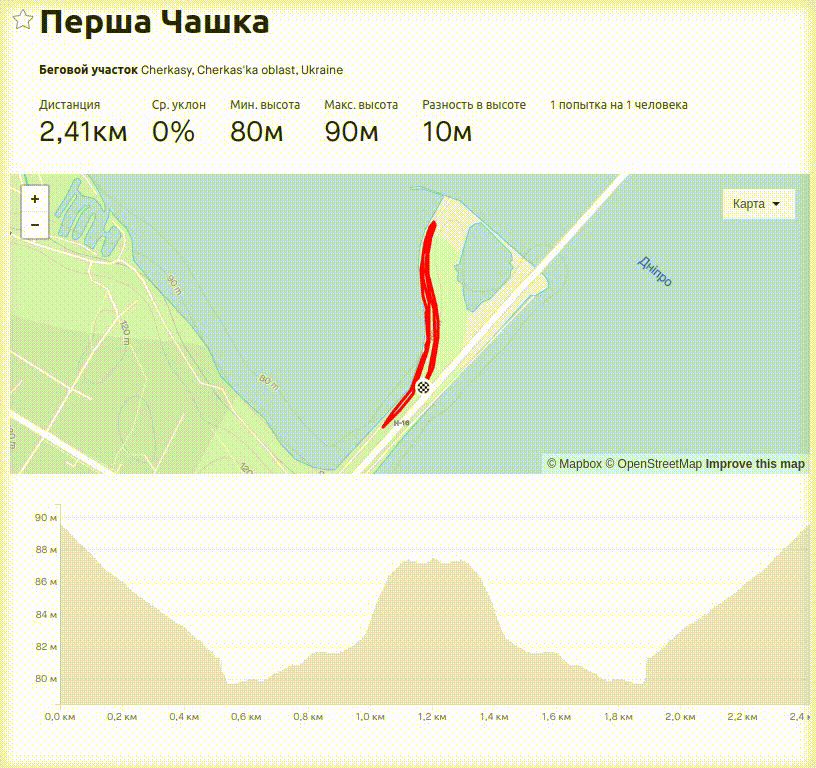 Перша Чашка
Беговой участок Cherkasy, Cherkas'ka oblast, Ukraine
Дистанция Ср. уклон Мин. высота Макс. высота Разность в высоте 1 попытка на 1 человека
2,41км 0% 80м 90м 10м
+
−
Карта
Дніпро
90 m
120 m
80 m
H-16
120
© Mapbox © OpenStreetMap Improve this map
90 м
88 м
86 м
84 м
82 м
80 м
0,0 км 0,2 км 0,4 км 0,6 км 0,8 км 1,0 км 1,2 км 1,4 км 1,6 км 1,8 км 2,0 км 2,2 км 2,4 к